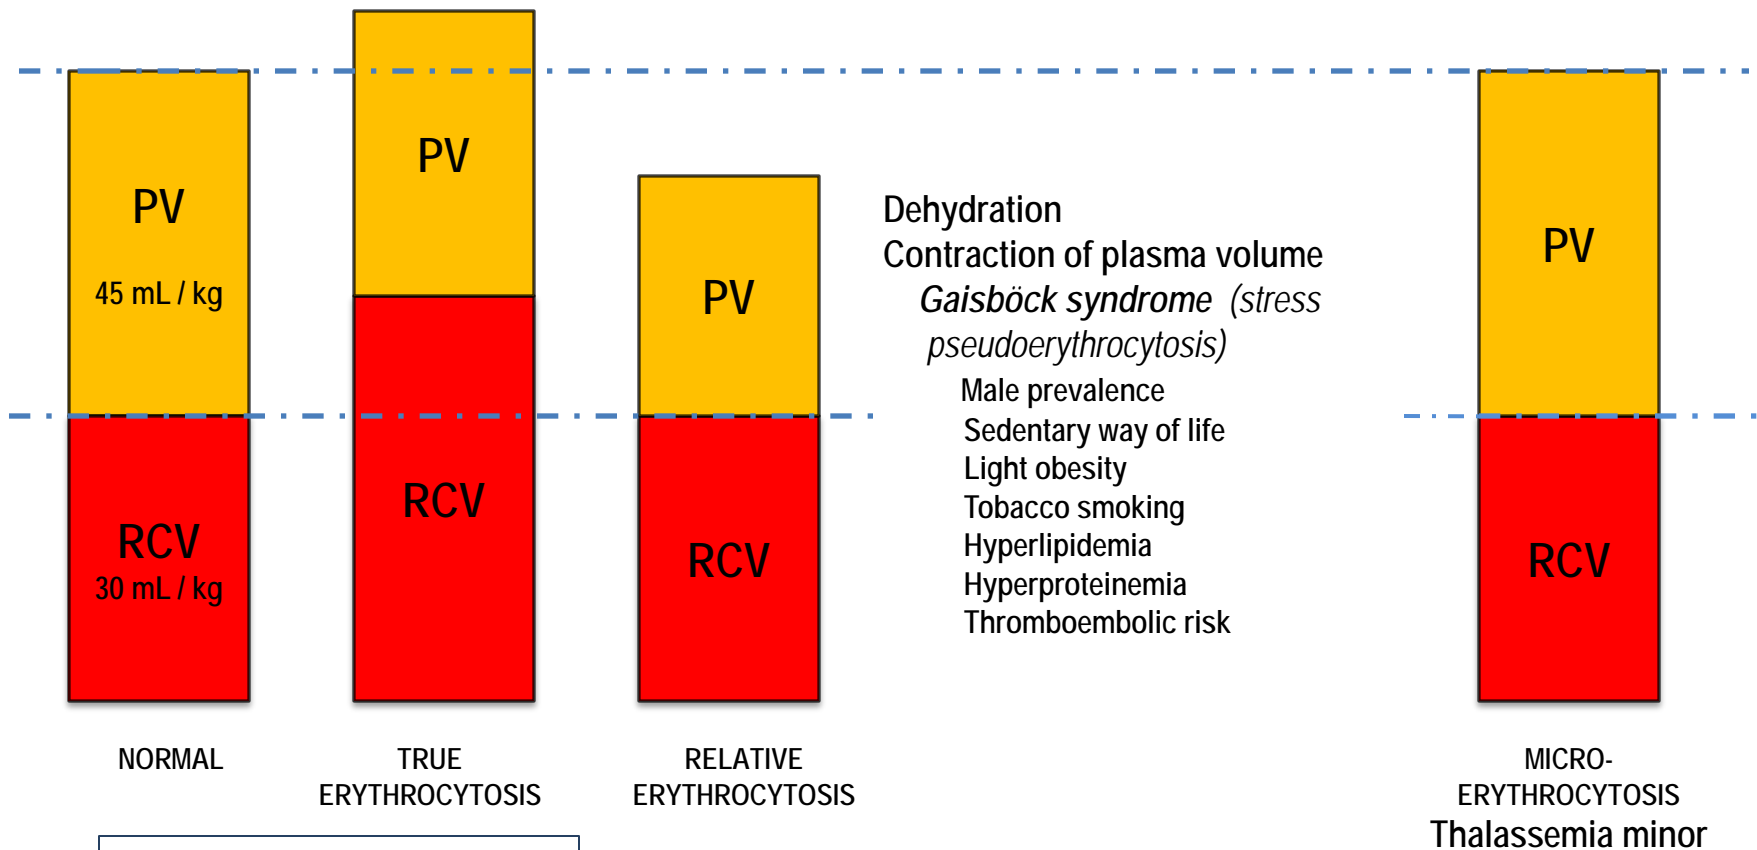 PV
45 mL / kg
RCV
30 mL / kg
NORMAL
PV
RCV
TRUE
ERYTHROCYTOSIS
PV
RCV
RELATIVE
ERYTHROCYTOSIS
Dehydration
Contraction of plasma volume
Gaisböck syndrome (stress
pseudoerythrocytosis)
Male prevalence
Sedentary way of life
Light obesity
Tobacco smoking
Hyperlipidemia
Hyperproteinemia
Thromboembolic risk
PV
RCV
MICRO-
ERYTHROCYTOSIS
Thalassemia minor